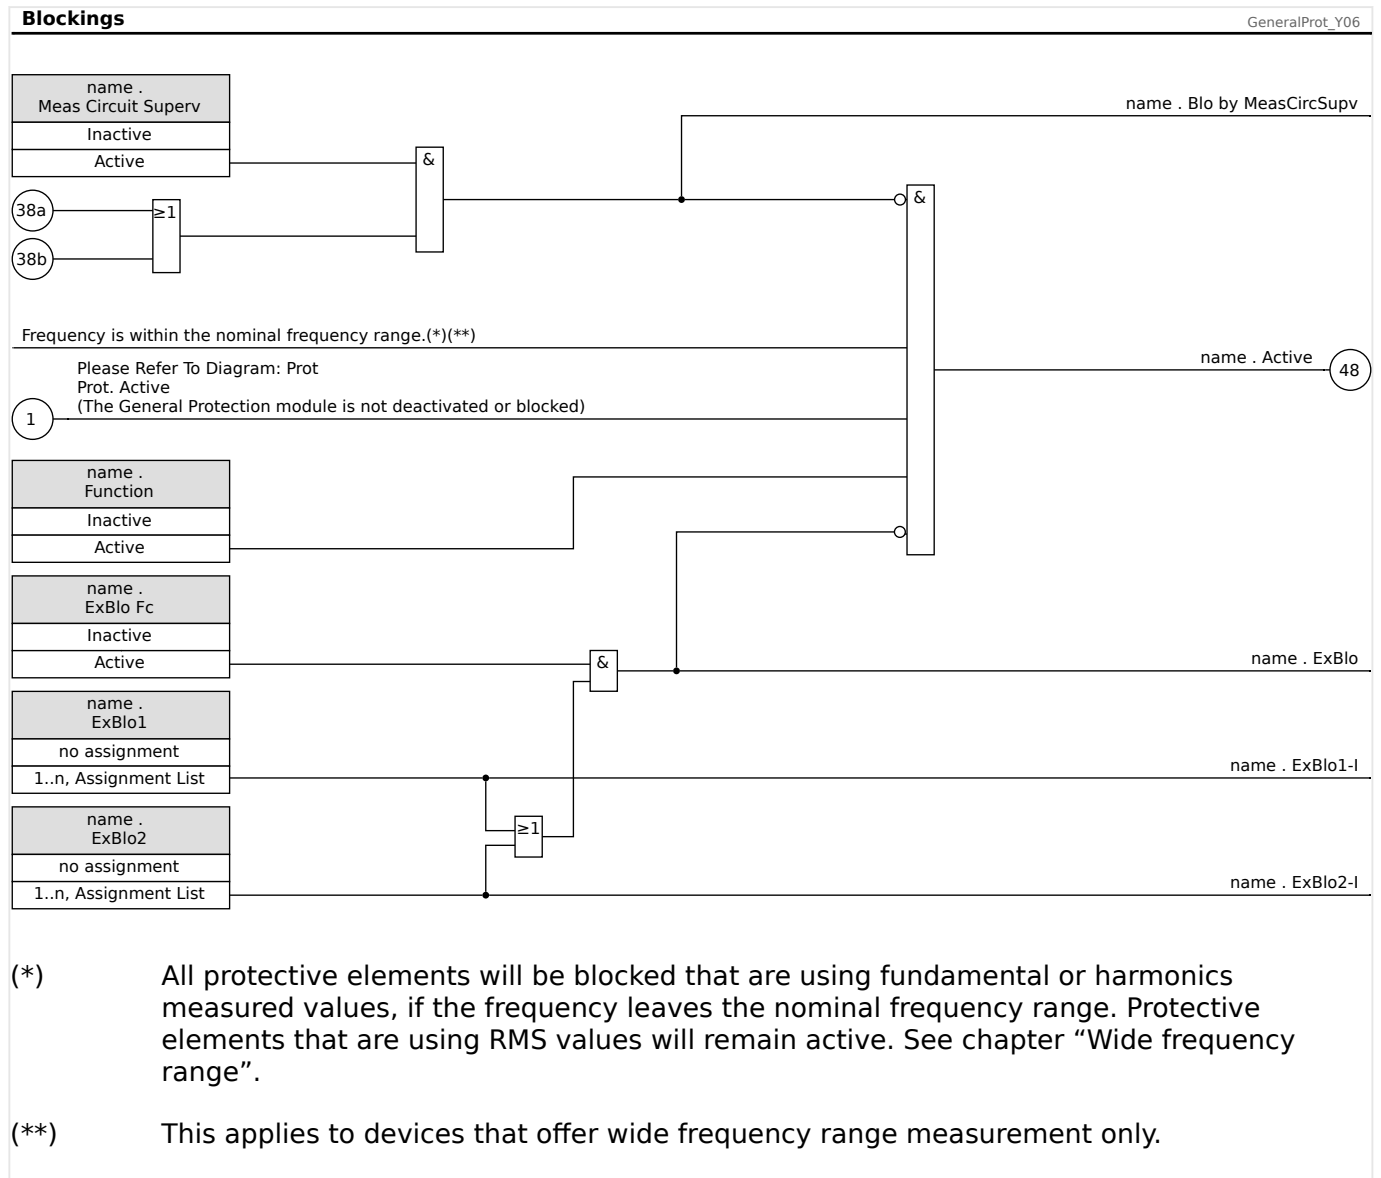 Blockings
GeneralProt_Y06
name .
Meas Circuit Superv
Inactive
Active
name . Blo by MeasCircSupv
&
&
38a
≥1
38b
Frequency is within the nominal frequency range.(*)(**)
Please Refer To Diagram: Prot
Prot. Active
(The General Protection module is not deactivated or blocked)
1
name . Active
48
name .
Function
Inactive
Active
name .
ExBlo Fc
Inactive
Active
&
name . ExBlo
name .
ExBlo1
no assignment
1..n, Assignment List
name . ExBlo1-I
≥1
name .
ExBlo2
no assignment
1..n, Assignment List
name . ExBlo2-I
(*) All protective elements will be blocked that are using fundamental or harmonics
measured values, if the frequency leaves the nominal frequency range. Protective
elements that are using RMS values will remain active. See chapter “Wide frequency
range”.
(**) This applies to devices that offer wide frequency range measurement only.